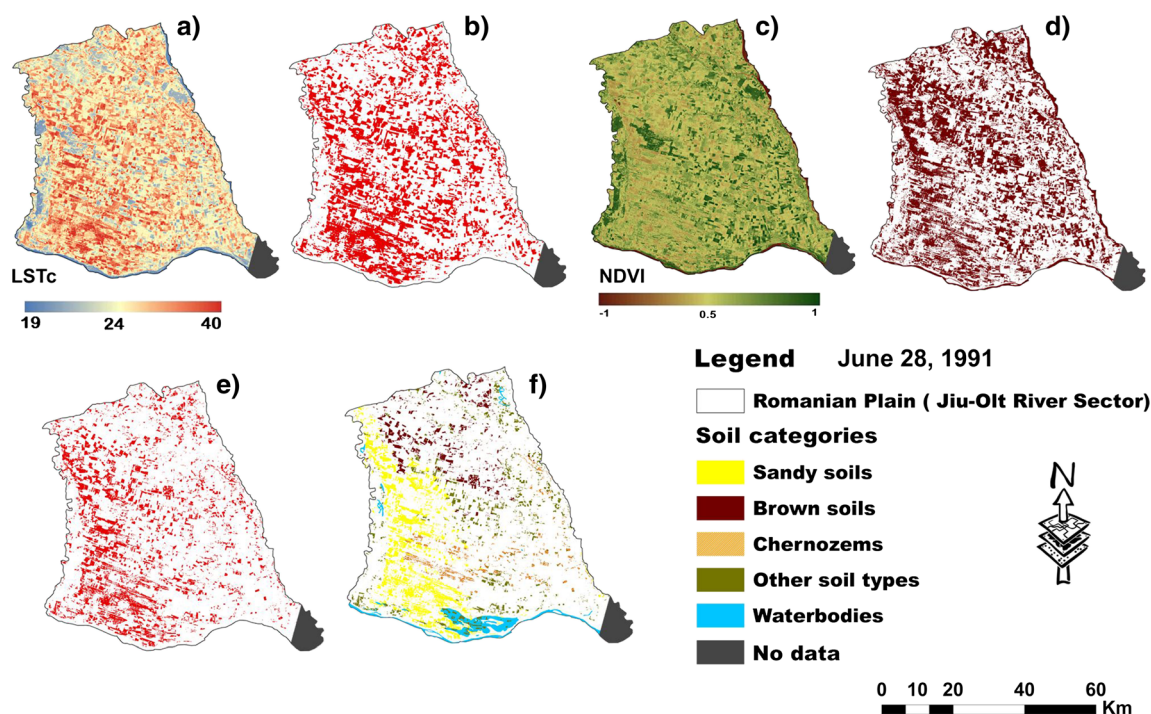 a)
b)
c)
d)
LSTc
19 24 40
NDVI
-1 0.5 1
e)
f)
Legend June 28, 1991
Romanian Plain ( Jiu-Olt River Sector)
Soil categories
Sandy soils
Brown soils
Chernozems
Other soil types
Waterbodies
No data
N
0 10 20 40 60
Km